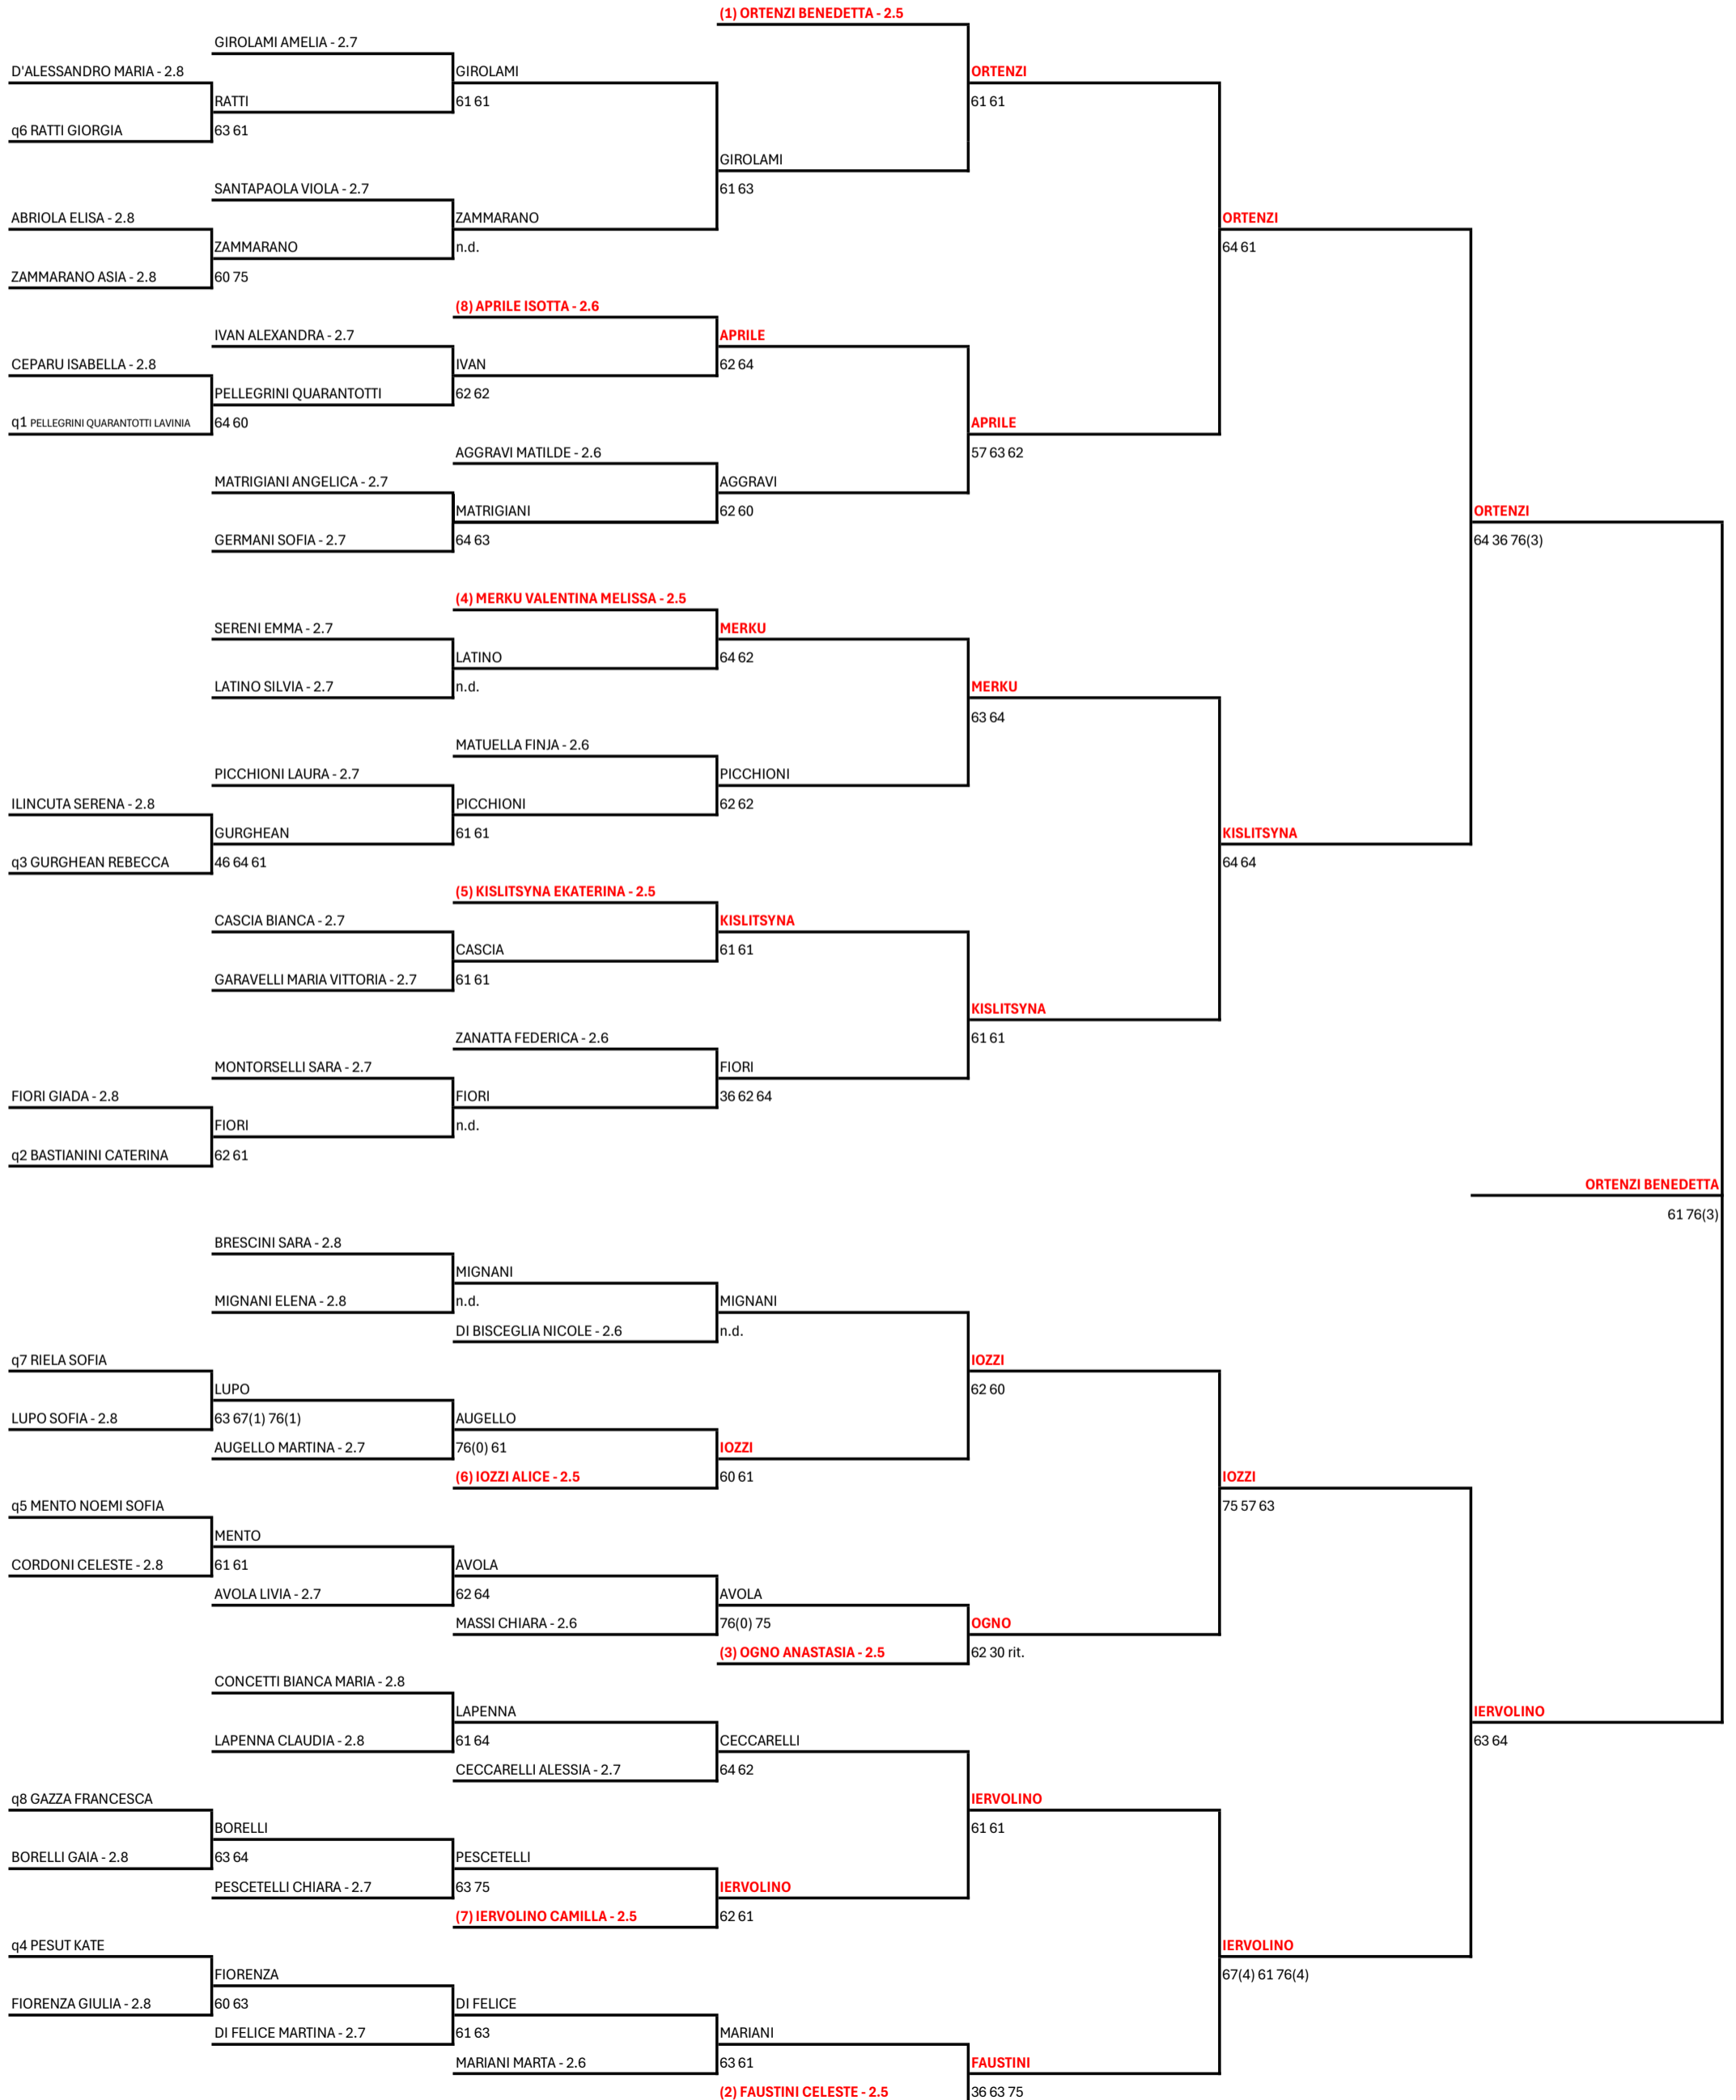 (1) ORTENZI BENEDETTA - 2.5
GIROLAMI AMELIA - 2.7
D'ALESSANDRO MARIA - 2.8
GIROLAMI
ORTENZI
RATTI
61 61
61 61
q6 RATTI GIORGIA
63 61
GIROLAMI
SANTAPAOLA VIOLA - 2.7
61 63
ABRIOLA ELISA - 2.8
ZAMMARANO
ORTENZI
ZAMMARANO
n.d.
64 61
ZAMMARANO ASIA - 2.8
60 75
(8) APRILE ISOTTA - 2.6
IVAN ALEXANDRA - 2.7
APRILE
CEPARU ISABELLA - 2.8
IVAN
62 64
PELLEGRINI QUARANTOTTI
62 62
q1 PELLEGRINI QUARANTOTTI LAVINIA
64 60
APRILE
AGGRAVI MATILDE - 2.6
57 63 62
MATRIGIANI ANGELICA - 2.7
AGGRAVI
MATRIGIANI
62 60
ORTENZI
GERMANI SOFIA - 2.7
64 63
64 36 76(3)
(4) MERKU VALENTINA MELISSA - 2.5
SERENI EMMA - 2.7
MERKU
LATINO
64 62
LATINO SILVIA - 2.7
n.d.
MERKU
63 64
MATUELLA FINJA - 2.6
PICCHIONI LAURA - 2.7
PICCHIONI
ILINCUTA SERENA - 2.8
PICCHIONI
62 62
GURGHEAN
61 61
KISLITSYNA
q3 GURGHEAN REBECCA
46 64 61
64 64
(5) KISLITSYNA EKATERINA - 2.5
CASCIA BIANCA - 2.7
KISLITSYNA
CASCIA
61 61
GARAVELLI MARIA VITTORIA - 2.7
61 61
KISLITSYNA
ZANATTA FEDERICA - 2.6
61 61
MONTORSELLI SARA - 2.7
FIORI
FIORI GIADA - 2.8
FIORI
36 62 64
FIORI
n.d.
q2 BASTIANINI CATERINA
62 61
ORTENZI BENEDETTA
61 76(3)
BRESCINI SARA - 2.8
MIGNANI
MIGNANI ELENA - 2.8
n.d.
MIGNANI
DI BISCEGLIA NICOLE - 2.6
n.d.
q7 RIELA SOFIA
IOZZI
LUPO
62 60
LUPO SOFIA - 2.8
63 67(1) 76(1)
AUGELLO
AUGELLO MARTINA - 2.7
76(0) 61
IOZZI
(6) IOZZI ALICE - 2.5
60 61
IOZZI
q5 MENTO NOEMI SOFIA
75 57 63
MENTO
CORDONI CELESTE - 2.8
61 61
AVOLA
AVOLA LIVIA - 2.7
62 64
AVOLA
MASSI CHIARA - 2.6
76(0) 75
OGNO
(3) OGNO ANASTASIA - 2.5
62 30 rit.
CONCETTI BIANCA MARIA - 2.8
LAPENNA
IERVOLINO
LAPENNA CLAUDIA - 2.8
61 64
CECCARELLI
63 64
CECCARELLI ALESSIA - 2.7
64 62
q8 GAZZA FRANCESCA
IERVOLINO
BORELLI
61 61
BORELLI GAIA - 2.8
63 64
PESCETELLI
PESCETELLI CHIARA - 2.7
63 75
IERVOLINO
(7) IERVOLINO CAMILLA - 2.5
62 61
q4 PESUT KATE
IERVOLINO
FIORENZA
67(4) 61 76(4)
FIORENZA GIULIA - 2.8
60 63
DI FELICE
DI FELICE MARTINA - 2.7
61 63
MARIANI
MARIANI MARTA - 2.6
63 61
FAUSTINI
(2) FAUSTINI CELESTE - 2.5
36 63 75